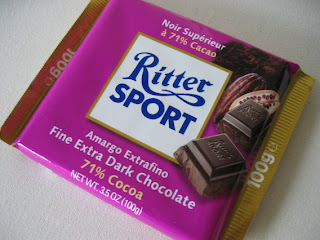 Noir Supérieur
à 71% Cacao
Ritter
SPORT
Amargo Extrafino
Fine Extra Dark Chocolate
71% Cocoa
NET WT. 3.5 OZ (100g)
100g
100g e